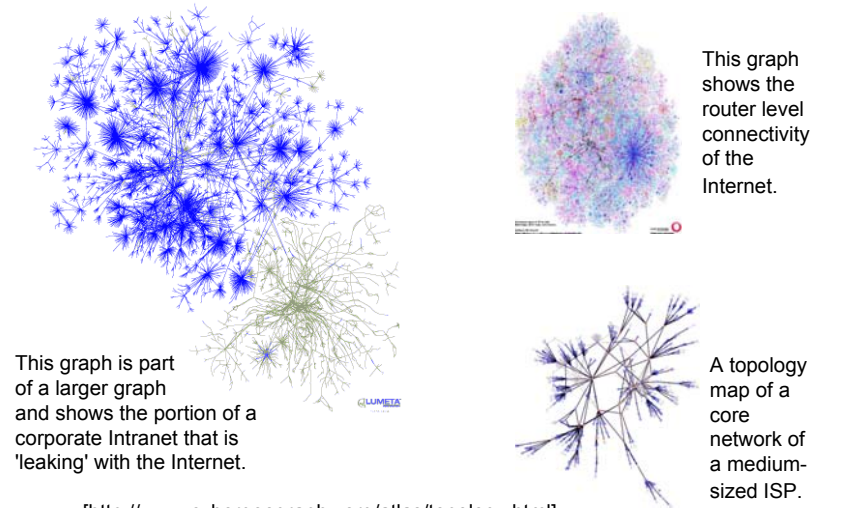 This graph
shows the
router level
connectivity
of the
Internet.
This graph is part
of a larger graph
and shows the portion of a
corporate Intranet that is
'leaking' with the Internet.
LUMETA
A topology
map of a
core
network of
a medium-
sized ISP.